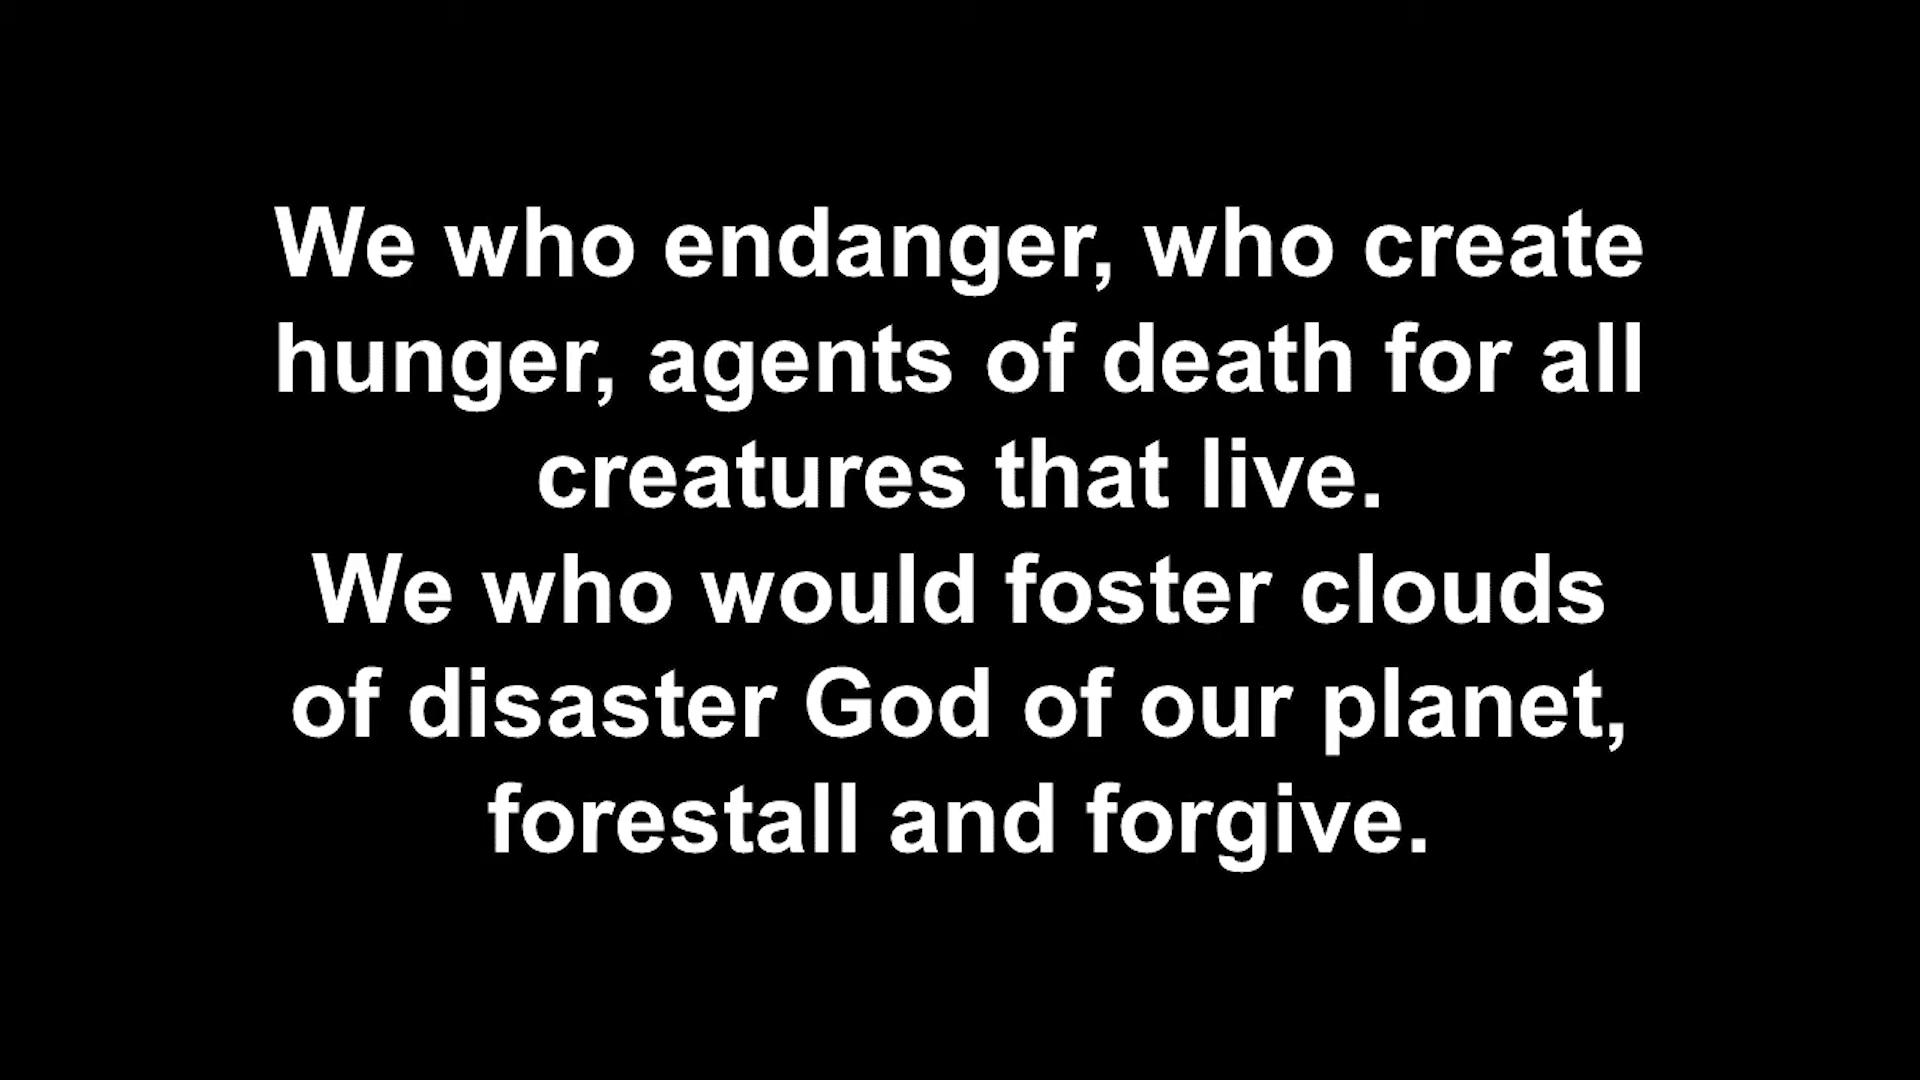 We who endanger, who create
hunger, agents of death for all
creatures that live.
We who would foster clouds
of disaster God of our planet,
forestall and forgive.